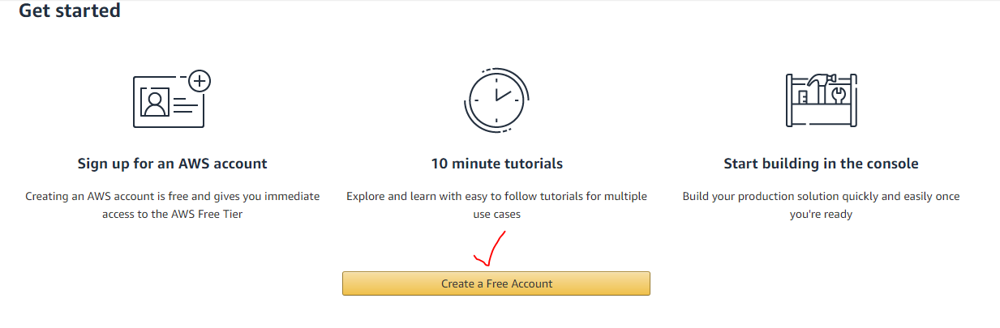 Get started
Sign up for an AWS account
Creating an AWS account is free and gives you immediate
access to the AWS Free Tier
10 minute tutorials
Explore and learn with easy to follow tutorials for multiple
use cases
Start building in the console
Build your production solution quickly and easily once
you're ready
Create a Free Account